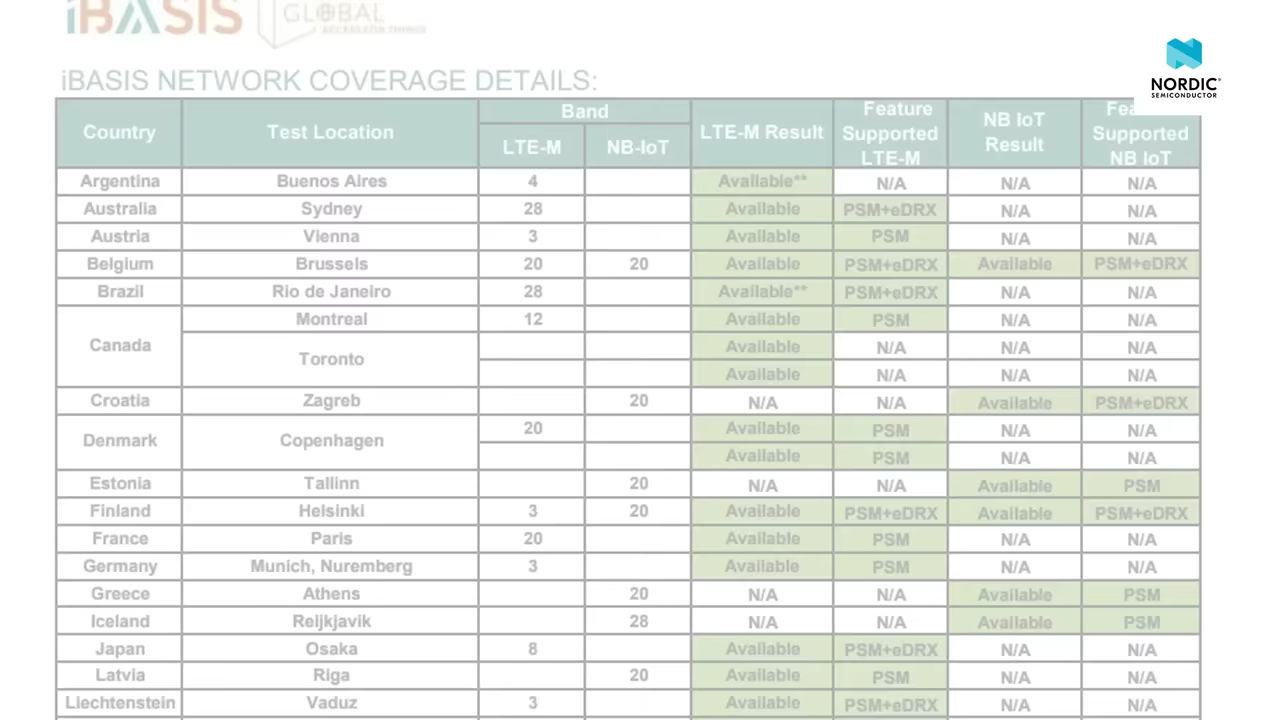 iBASIS
GLOBAL
ACCESS FOR THINGS
NORDIC®
SEMICONDUCTOR
iBASIS NETWORK COVERAGE DETAILS:
Country Test Location Band LTE-M Result Feature Supported LTE-M NB IoT Result Supported NB IoT
LTE-M NB-IoT
Argentina Buenos Aires 4 Available** N/A N/A N/A
Australia Sydney 28 Available PSM+eDRX N/A N/A
Austria Vienna 3 Available PSM N/A N/A
Belgium Brussels 20 20 Available PSM+eDRX Available PSM+eDRX
Brazil Rio de Janeiro 28 Available** PSM+eDRX N/A N/A
Canada Montreal 12 Available PSM N/A N/A
Toronto Available N/A N/A N/A
Available N/A N/A N/A
Croatia Zagreb 20 N/A N/A Available PSM+eDRX
Denmark Copenhagen 20 Available PSM N/A N/A
Available PSM N/A N/A
Estonia Tallinn 20 N/A N/A Available PSM
Finland Helsinki 3 20 Available PSM+eDRX Available PSM+eDRX
France Paris 20 Available PSM N/A N/A
Germany Munich, Nuremberg 3 Available PSM N/A N/A
Greece Athens 20 N/A N/A Available PSM
Iceland Reijkjavik 28 N/A N/A Available PSM
Japan Osaka 8 Available PSM+eDRX N/A N/A
Latvia Riga 20 Available PSM N/A N/A
Liechtenstein Vaduz 3 Available PSM+eDRX N/A N/A